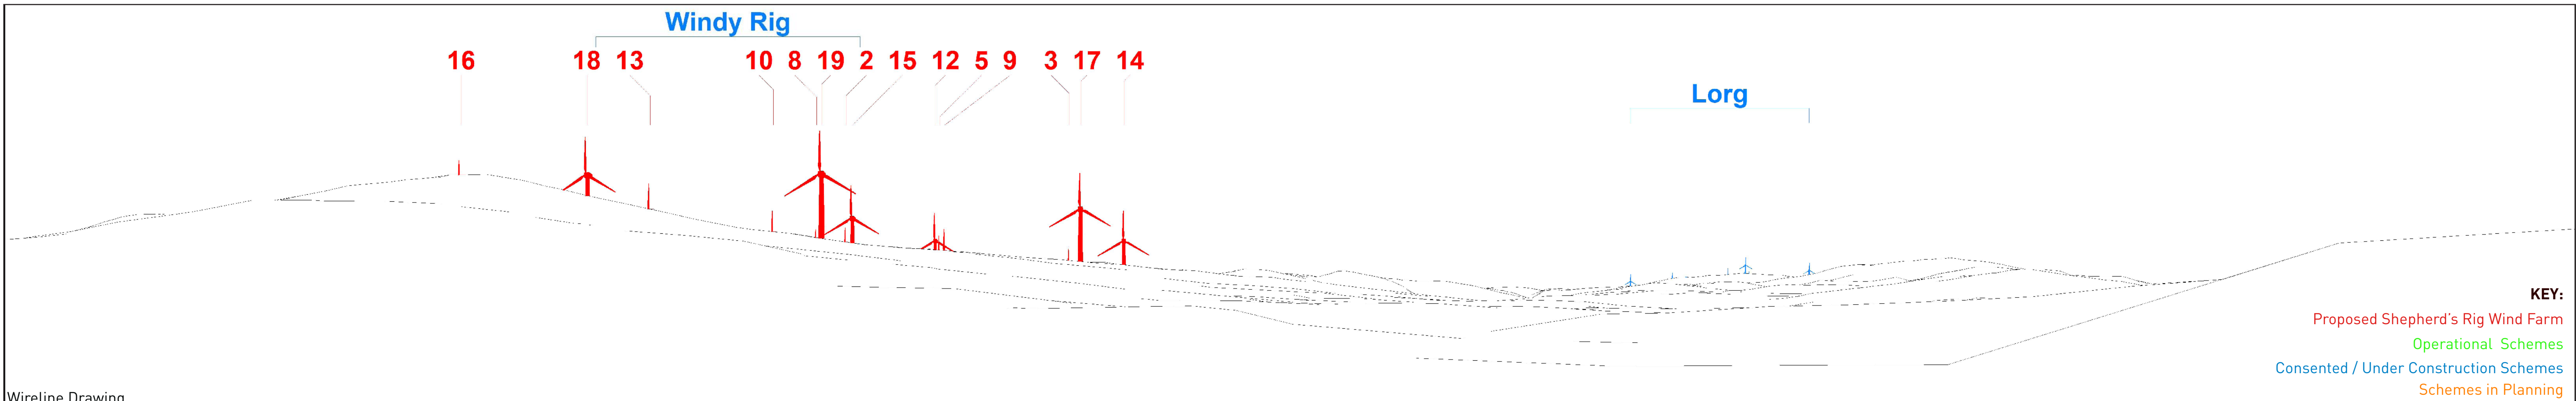 Windy Rig
16 18 13 10 8 19 2 15 12 5 9 3 17 14
Lorg
KEY:
Proposed Shepherd's Rig Wind Farm
Operational Schemes
Consented / Under Construction Schemes
Schemes in Planning
Wireline Drawing